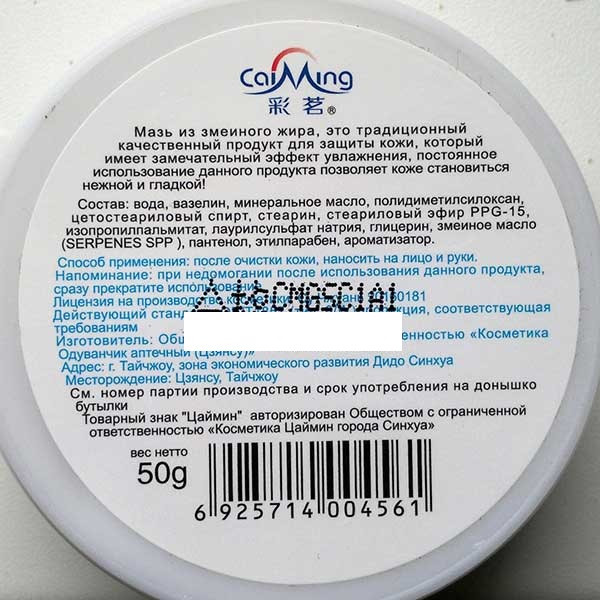 CaiMing
彩茗®
Мазь из змеиного жира, это традиционный
качественный продукт для защиты кожи, который
имеет замечательный эффект увлажнения, постоянное
использование данного продукта позволяет коже становиться
нежной и гладкой!
Состав: вода, вазелин, минеральное масло, полидиметилсилоксан,
цетостеариловый спирт, стеарин, стеариловый эфир PPG-15,
изопропилпальмитат, лаурилсульфат натрия, глицерин, змеиное масло
(SERPENES SPP ), пантенол, этилпарабен, ароматизатор.
Способ применения: после очистки кожи, наносить на лицо и руки.
Напоминание: при недомогании после использования данного продукта,
сразу прекратите использование
Лицензия на производство
Действующий соответствующая
требованиям
Изготовитель: «Косметика
Одуванчик аптечный (Цзянсу)»
Адрес: г. Тайчжоу, зона экономического развития Дидо Синхуа
Месторождение: Цзянсу, Тайчжоу
См. номер партии производства и срок употребления на донышко
бутылки
Товарный знак "Цаймин" авторизирован Обществом с ограниченной
ответственностью «Косметика Цаймин города Синхуа»
вес нетто
50g
6 925714 004561